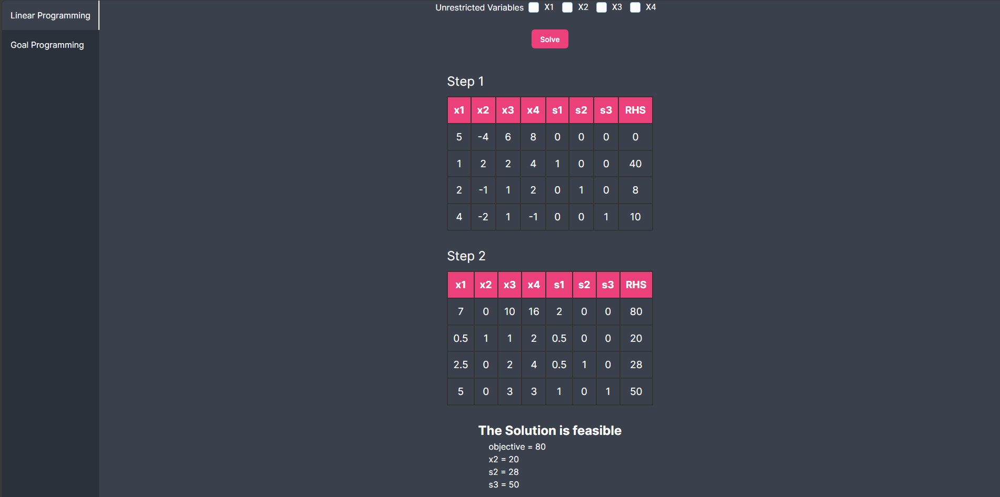 Linear Programming
Goal Programming
Unrestricted Variables X1 X2 X3 X4
Solve
Step 1
x1 x2 x3 x4 s1 s2 s3 RHS
5 -4 6 8 0 0 0 0
1 2 2 4 1 0 0 40
2 -1 1 2 0 1 0 8
4 -2 1 -1 0 0 1 10
Step 2
x1 x2 x3 x4 s1 s2 s3 RHS
7 0 10 16 2 0 0 80
0.5 1 1 2 0.5 0 0 20
2.5 0 2 4 0.5 1 0 28
5 0 3 3 1 0 1 50
The Solution is feasible
objective = 80
x2 = 20
s2 = 28
s3 = 50